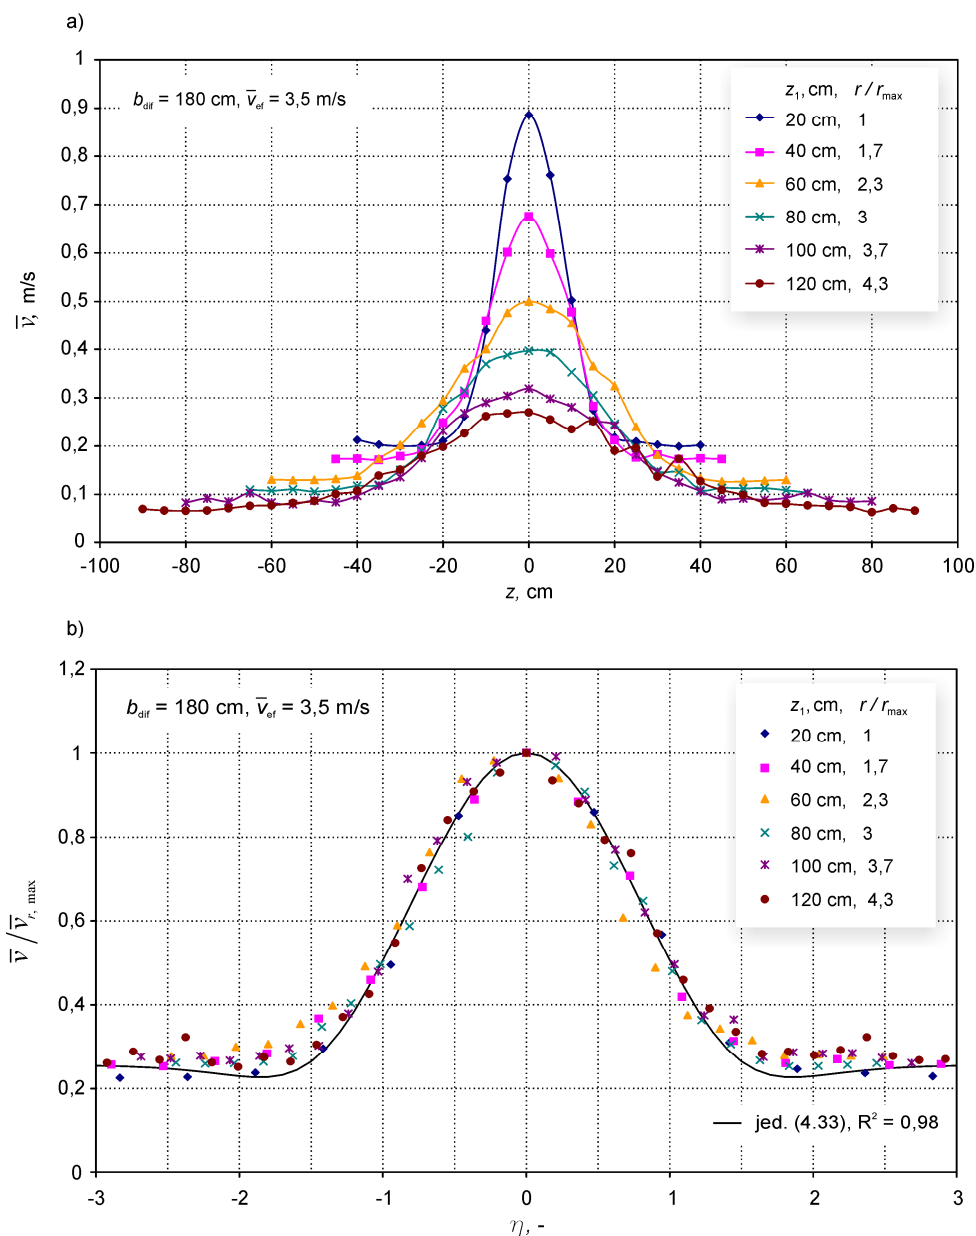 a)
1
0,9
0,8
0,7
0,6
0,5
0,4
0,3
0,2
0,1
0
b_dif = 180 cm, v̅_ef = 3,5 m/s
z₁, cm, r / r_max
20 cm, 1
40 cm, 1,7
60 cm, 2,3
80 cm, 3
100 cm, 3,7
120 cm, 4,3
v̅, m/s
-100 -80 -60 -40 -20 0 20 40 60 80 100
z, cm
b)
1,2
1
0,8
0,6
0,4
0,2
0
b_dif = 180 cm, v̅_ef = 3,5 m/s
z₁, cm, r / r_max
20 cm, 1
40 cm, 1,7
60 cm, 2,3
80 cm, 3
100 cm, 3,7
120 cm, 4,3
v̅ / v̅_r, max
jed. (4.33), R² = 0,98
-3 -2 -1 0 1 2 3
η, -